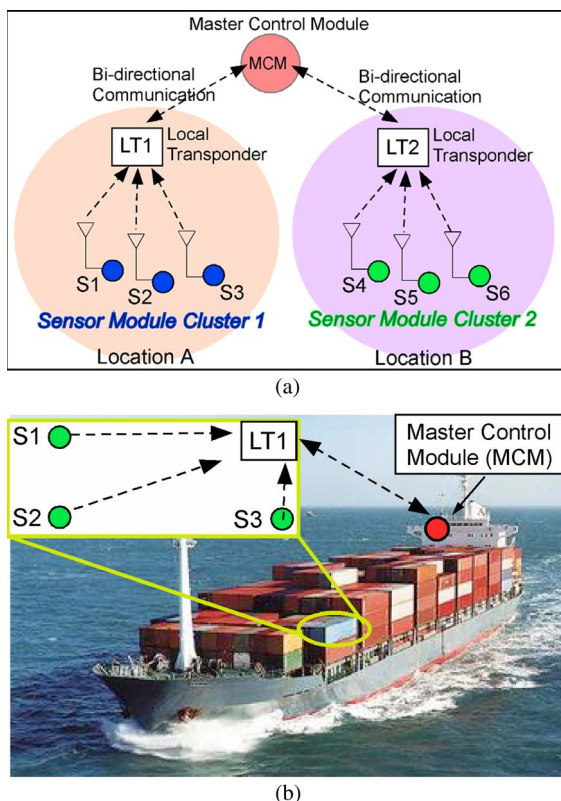 Master Control Module
MCM
Bi-directional
Communication
Bi-directional
Communication
LT1
Local
Transponder
LT2
Local
Transponder
S1
S2
S3
S4
S5
S6
Sensor Module Cluster 1
Sensor Module Cluster 2
Location A
Location B
(a)
S1
LT1
Master Control
Module (MCM)
S2
S3
(b)